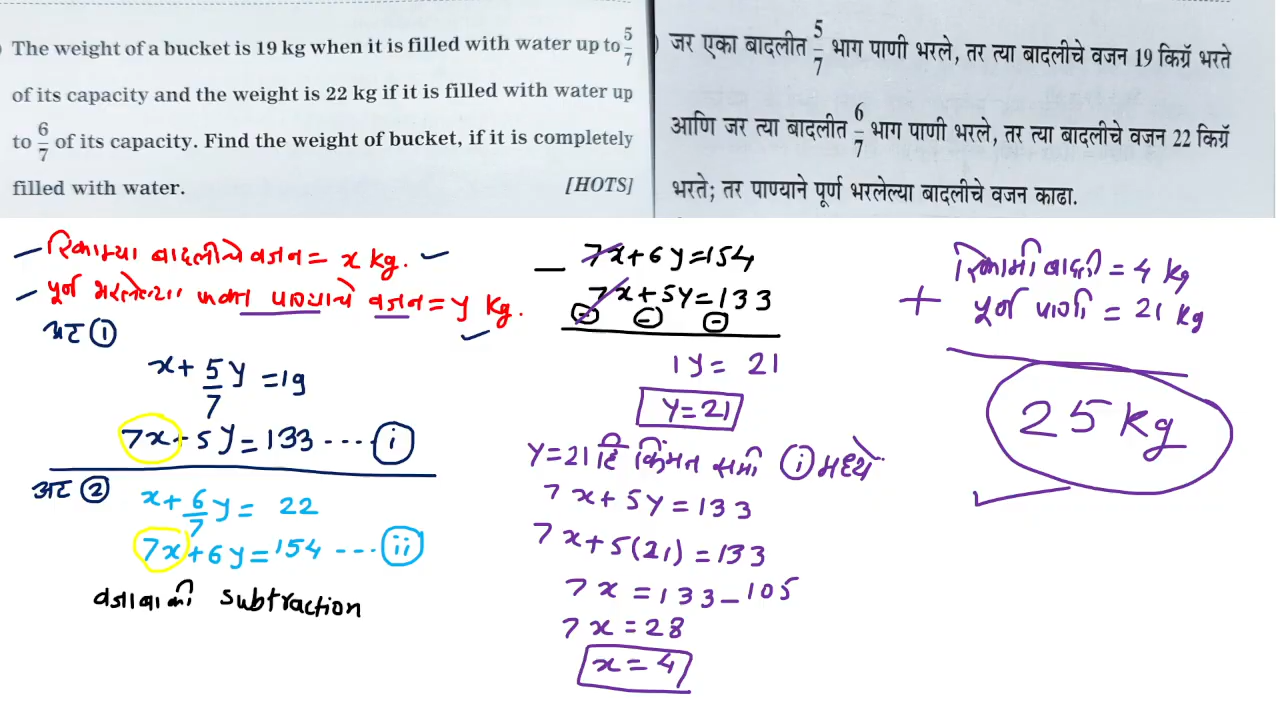 The weight of a bucket is 19 kg when it is filled with water up to 5/7
of its capacity and the weight is 22 kg if it is filled with water up
to 6/7 of its capacity. Find the weight of bucket, if it is completely
filled with water. [HOTS]
जर एका बादलीत 5/7 भाग पाणी भरले, तर त्या बादलीचे वजन 19 किग्रॅ भरते
आणि जर त्या बादलीत 6/7 भाग पाणी भरले, तर त्या बादलीचे वजन 22 किग्रॅ
भरते; तर पाण्याने पूर्ण भरलेल्या बादलीचे वजन काढा.
रिकाम्या बादलीचे वजन = x kg.
पूर्ण भरलेल्या फक्त पाण्याचे वजन = y kg.
अट ①
x + 5/7 y = 19
7x + 5y = 133 ---- ⓘ
अट ②
x + 6/7 y = 22
7x + 6y = 154 --- ⓘⓘ
वजाबाकी subtraction
7x + 6y = 154
− 7x + 5y = 133
− − −
1y = 21
y = 21
y = 21 हि किंमत समी ⓘ मध्ये
7x + 5y = 133
7x + 5(21) = 133
7x = 133 − 105
7x = 28
x = 4
रिकामी बादली = 4 kg
+ पूर्ण पाणी = 21 kg
25 kg